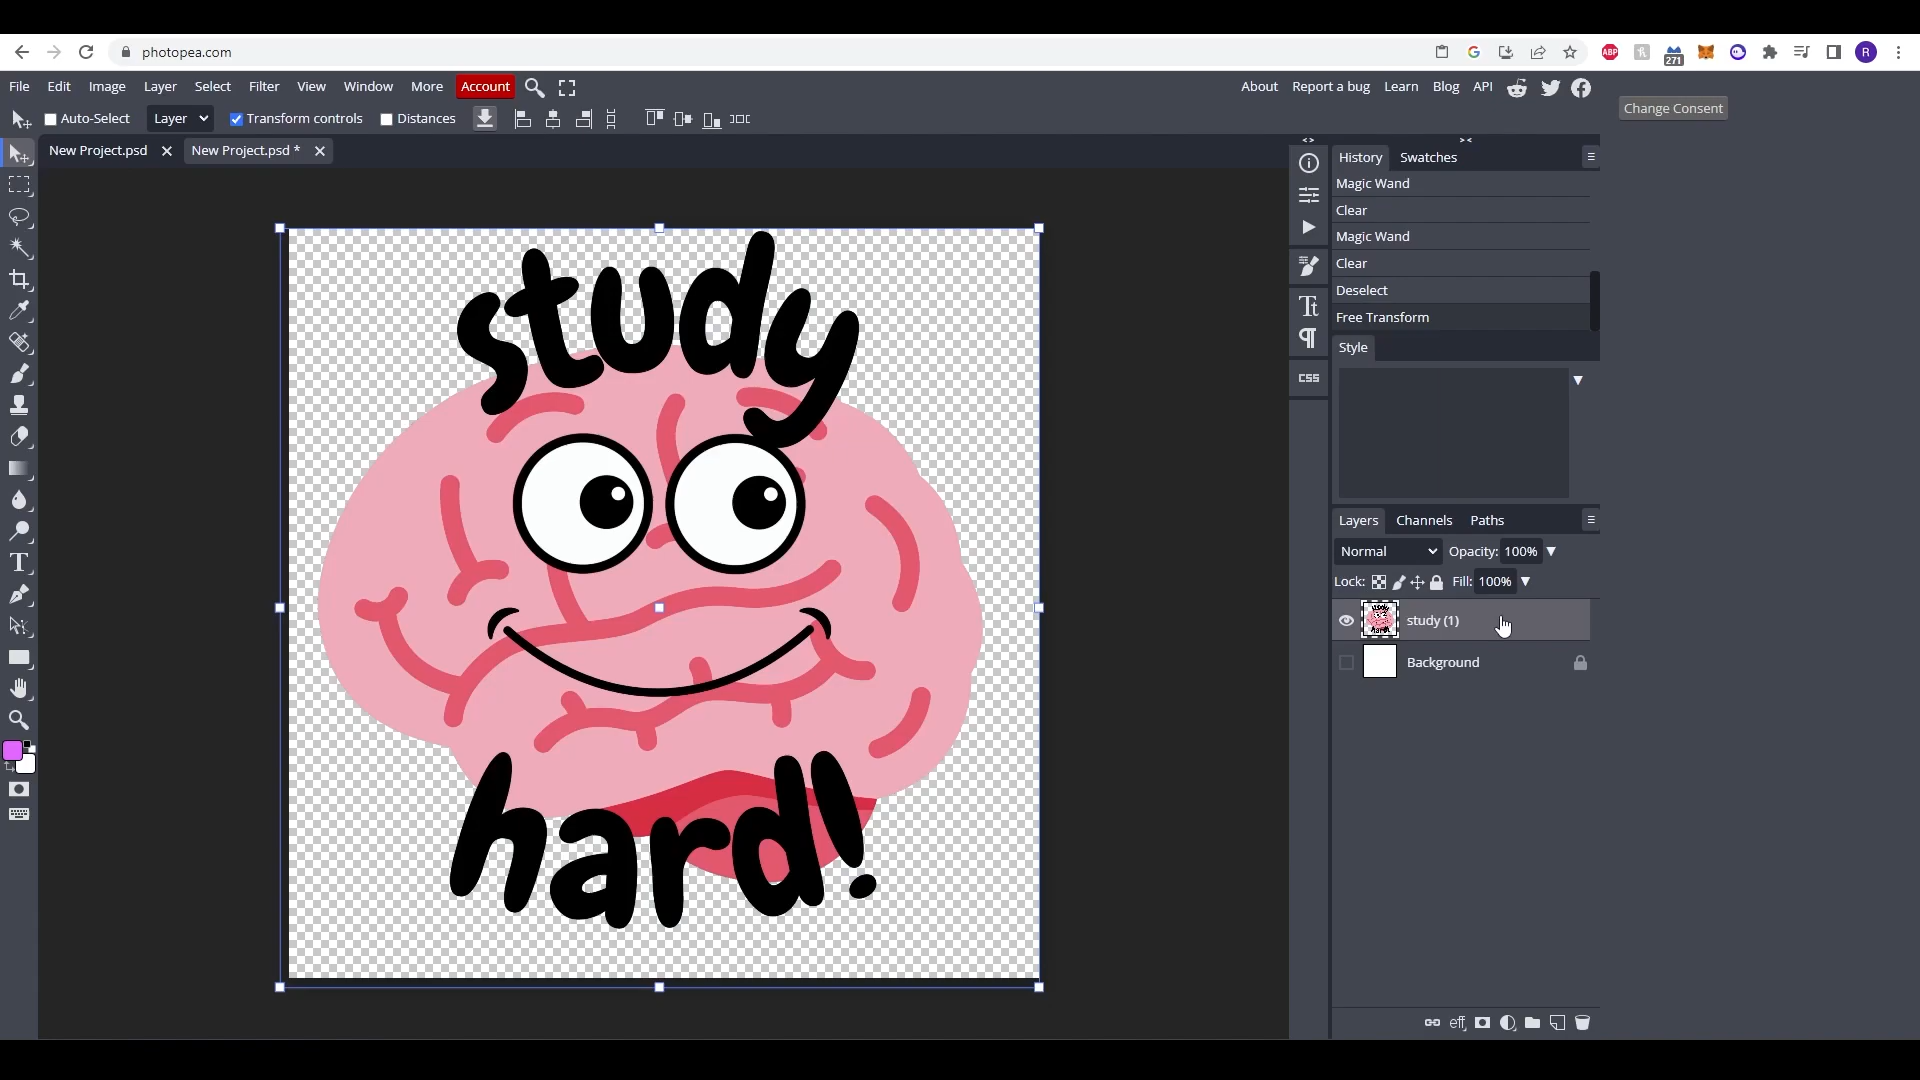 photopea.com
ABP
271
R
File Edit Image Layer Select Filter View Window More Account
About Report a bug Learn Blog API
Change Consent
Auto-Select Layer Transform controls Distances
New Project.psd New Project.psd *
History Swatches
Magic Wand
Clear
Magic Wand
Clear
Deselect
Free Transform
Style
CSS
Layers Channels Paths
Normal Opacity: 100%
Lock: Fill: 100%
study (1)
Background
eff
study
hard!